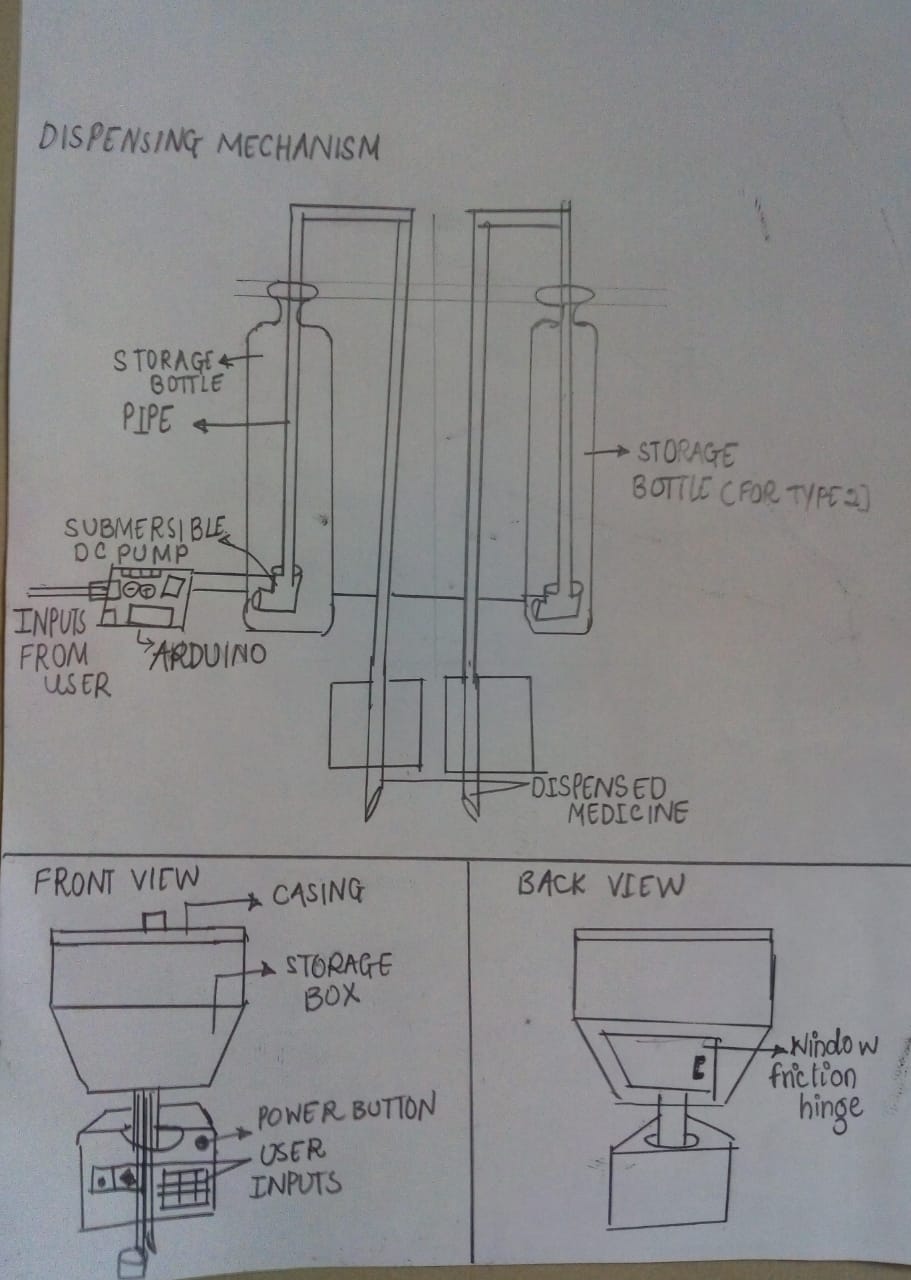 DISPENSING MECHANISM
STORAGE
BOTTLE
PIPE
STORAGE
BOTTLE (FOR TYPE 2)
SUBMERSIBLE
DC PUMP
INPUTS
FROM
USER
ARDUINO
DISPENSED
MEDICINE
FRONT VIEW
CASING
STORAGE
BOX
POWER BUTTON
USER
INPUTS
BACK VIEW
Window
friction
hinge